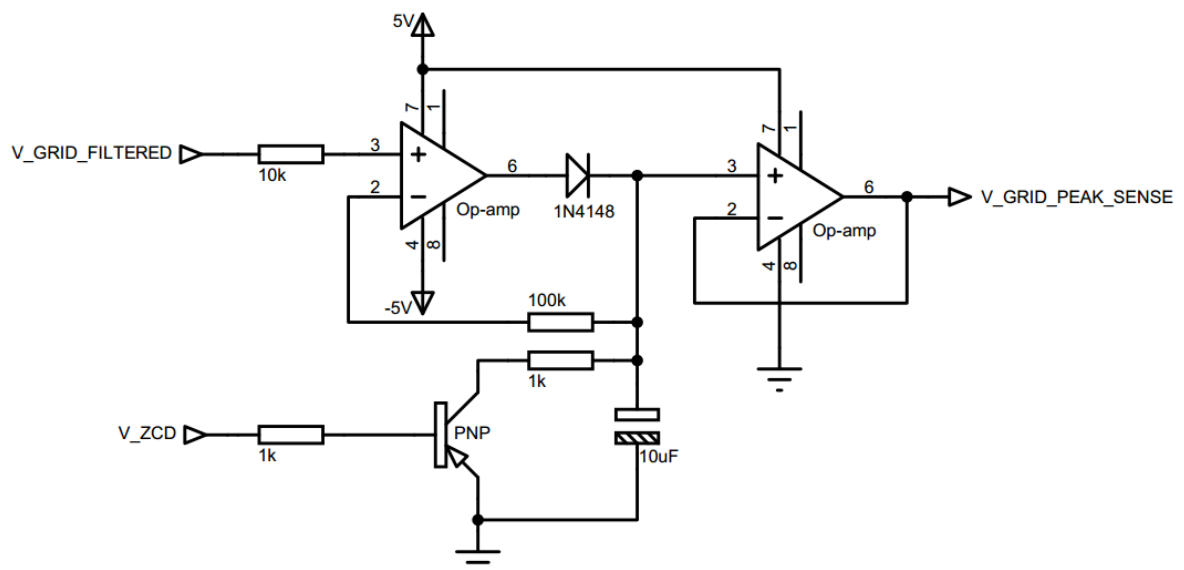 5V
7
1
7
1
V_GRID_FILTERED
3
10k
2
6
1N4148
Op-amp
4
8
-5V
3
2
6
V_GRID_PEAK_SENSE
Op-amp
4
8
100k
1k
V_ZCD
1k
PNP
10uF